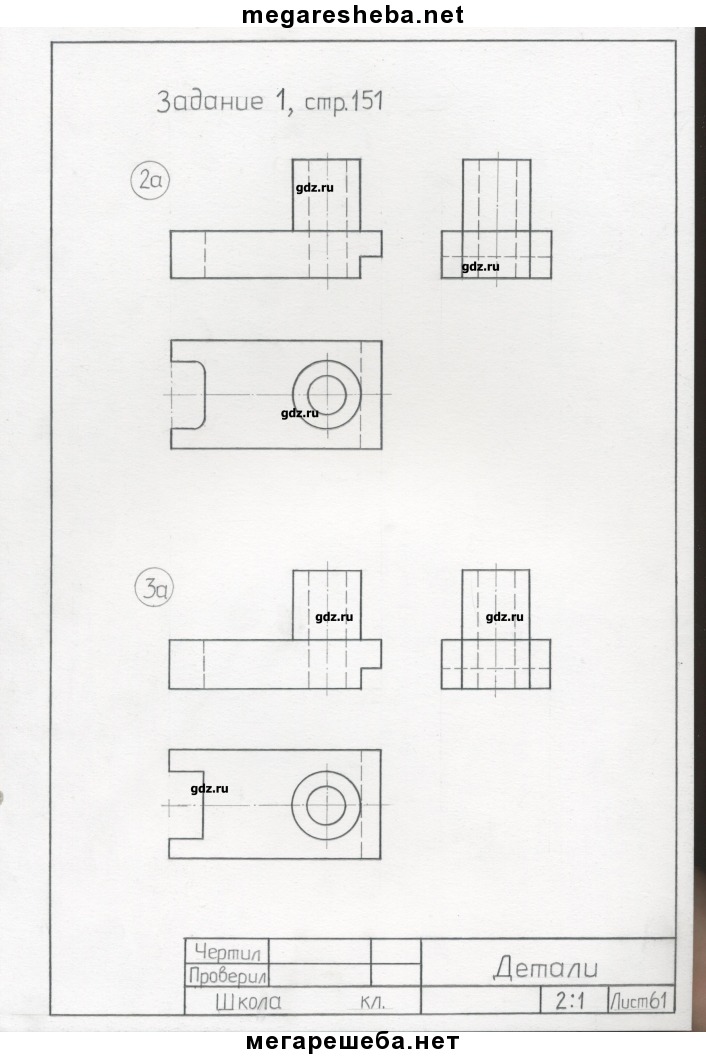 megaresheba.net
Задание 1, стр.151
2а
gdz.ru
gdz.ru
gdz.ru
3а
gdz.ru
gdz.ru
gdz.ru
Чертил
Проверил
Детали
Школа кл.
2:1
Лист61
мегарешеба.нет